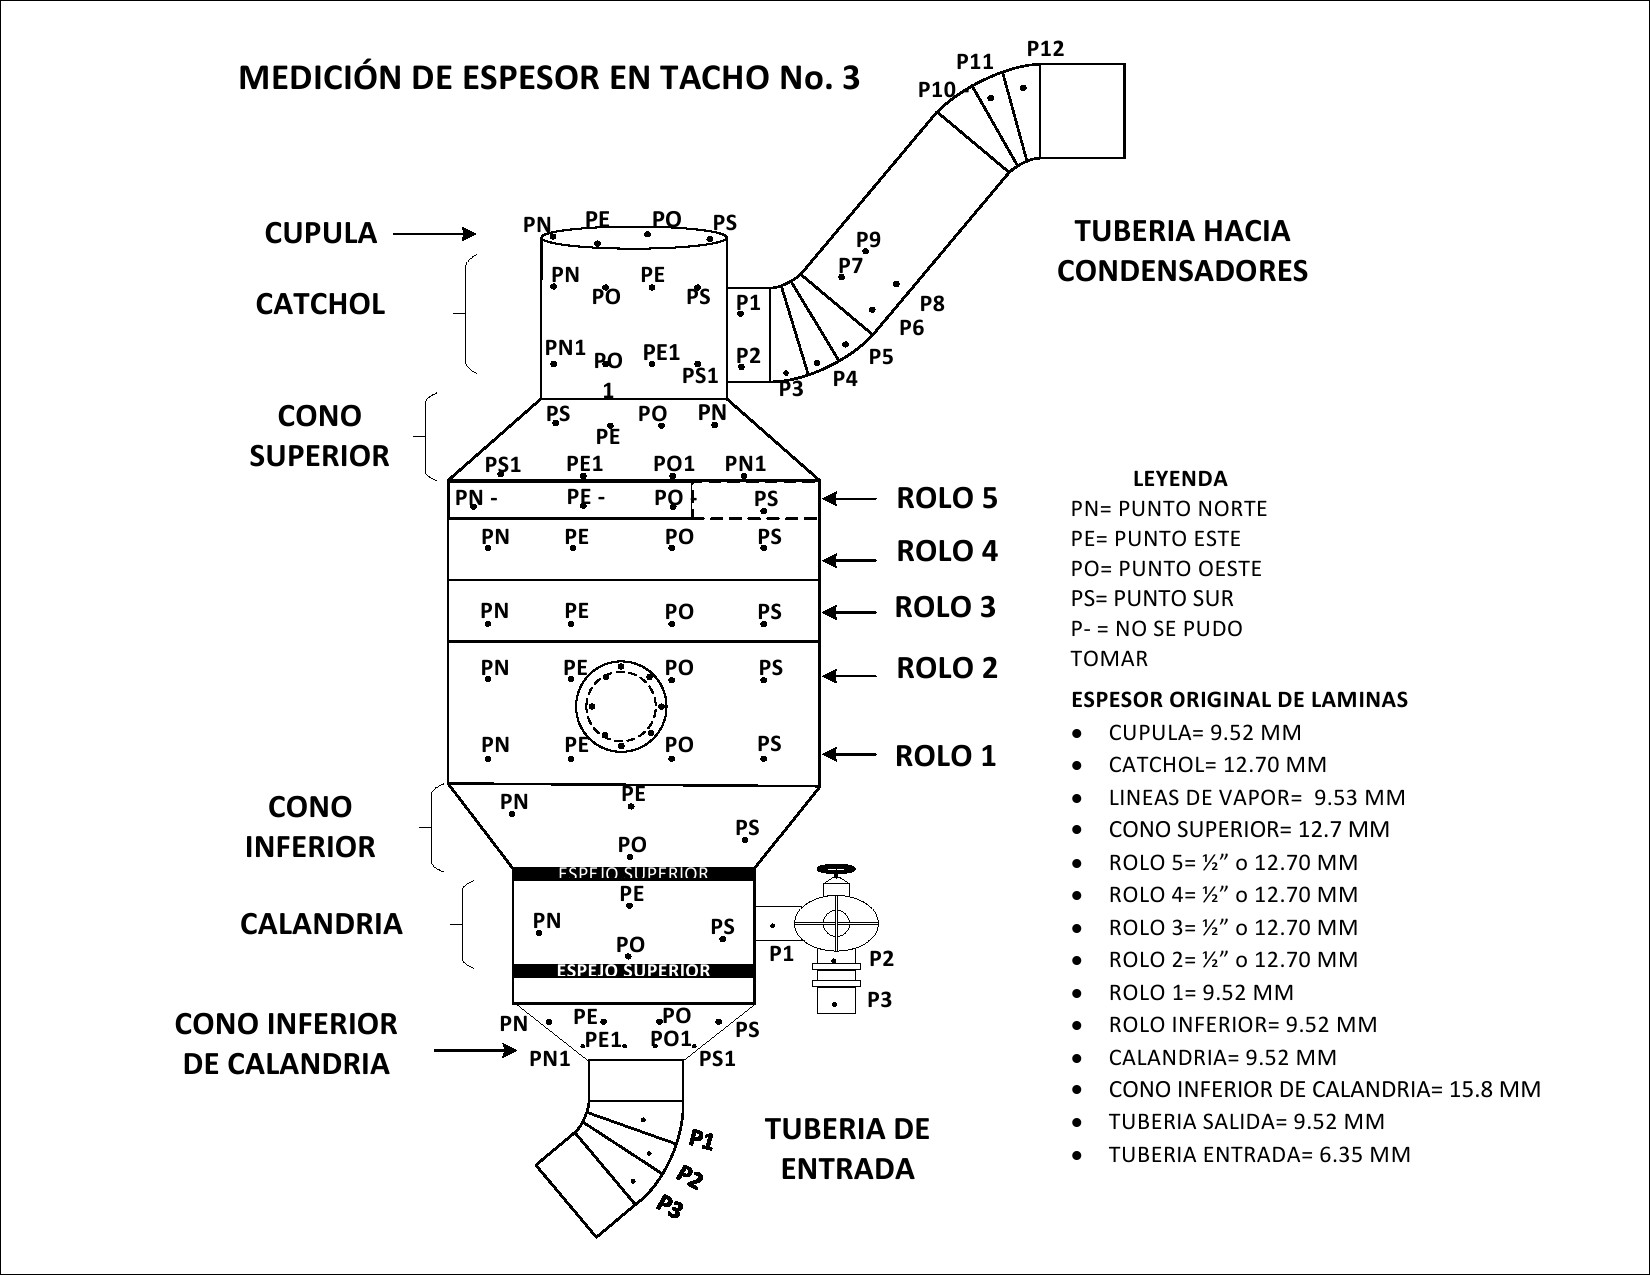 MEDICIÓN DE ESPESOR EN TACHO No. 3
P12
P11
P10
CUPULA
PN PE PO PS
TUBERIA HACIA
CONDENSADORES
P9
P7
P8
P6
P5
P4
P3
P1
P2
CATCHOL
PN PE
PO PS
PN1 PO PE1
PS1
1
CONO
SUPERIOR
PS PO PN
PE
PS1 PE1 PO1 PN1
PN - PE - PO - PS
ROLO 5
PN PE PO PS
ROLO 4
PN PE PO PS
ROLO 3
PN PE PO PS
ROLO 2
PN PE PO PS
ROLO 1
CONO
INFERIOR
PN PE
PS
PO
ESPEJO SUPERIOR
CALANDRIA
PE
PN PS
PO
P1
P2
P3
ESPEJO SUPERIOR
CONO INFERIOR
DE CALANDRIA
PN PE PO PS
PE1 PO1
PN1 PS1
TUBERIA DE
ENTRADA
P1
P2
P3
LEYENDA
PN= PUNTO NORTE
PE= PUNTO ESTE
PO= PUNTO OESTE
PS= PUNTO SUR
P- = NO SE PUDO
TOMAR
ESPESOR ORIGINAL DE LAMINAS
• CUPULA= 9.52 MM
• CATCHOL= 12.70 MM
• LINEAS DE VAPOR= 9.53 MM
• CONO SUPERIOR= 12.7 MM
• ROLO 5= ½” o 12.70 MM
• ROLO 4= ½” o 12.70 MM
• ROLO 3= ½” o 12.70 MM
• ROLO 2= ½” o 12.70 MM
• ROLO 1= 9.52 MM
• ROLO INFERIOR= 9.52 MM
• CALANDRIA= 9.52 MM
• CONO INFERIOR DE CALANDRIA= 15.8 MM
• TUBERIA SALIDA= 9.52 MM
• TUBERIA ENTRADA= 6.35 MM